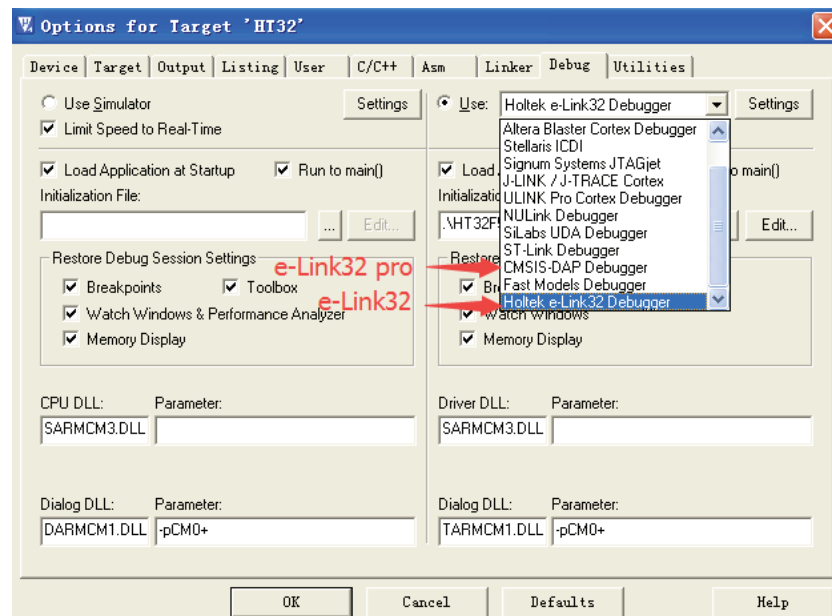 Options for Target 'HT32'
Device Target Output Listing User C/C++ Asm Linker Debug Utilities
Use Simulator Settings
Limit Speed to Real-Time
Load Application at Startup Run to main()
Initialization File:
... Edit...
Restore Debug Session Settings
Breakpoints Toolbox
Watch Windows & Performance Analyzer
Memory Display
CPU DLL: Parameter:
SARMCM3.DLL
Dialog DLL: Parameter:
DARMCM1.DLL -pCM0+
Use: Holtek e-Link32 Debugger Settings
Altera Blaster Cortex Debugger
Stellaris ICDI
Signum Systems JTAGjet
J-LINK / J-TRACE Cortex
ULINK Pro Cortex Debugger
NULink Debugger
SiLabs UDA Debugger
ST-Link Debugger
CMSIS-DAP Debugger
Fast Models Debugger
Holtek e-Link32 Debugger
e-Link32 pro
e-Link32
Load o main()
Initializatio
.\HT32F Edit...
Restore
Br
Watch Windows
Memory Display
Driver DLL: Parameter:
SARMCM3.DLL
Dialog DLL: Parameter:
TARMCM1.DLL -pCM0+
OK Cancel Defaults Help